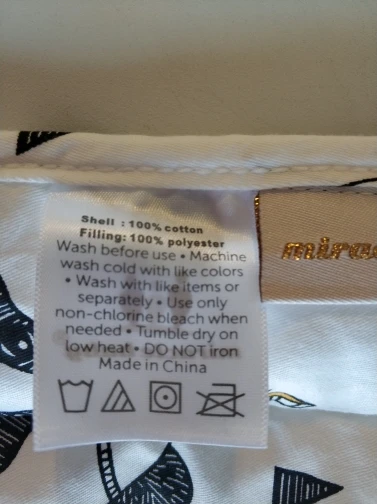 Shell : 100% cotton
Filling: 100% polyester
Wash before use • Machine
wash cold with like colors
• Wash with like items or
separately • Use only
non-chlorine bleach when
needed • Tumble dry on
low heat • DO NOT iron
Made in China